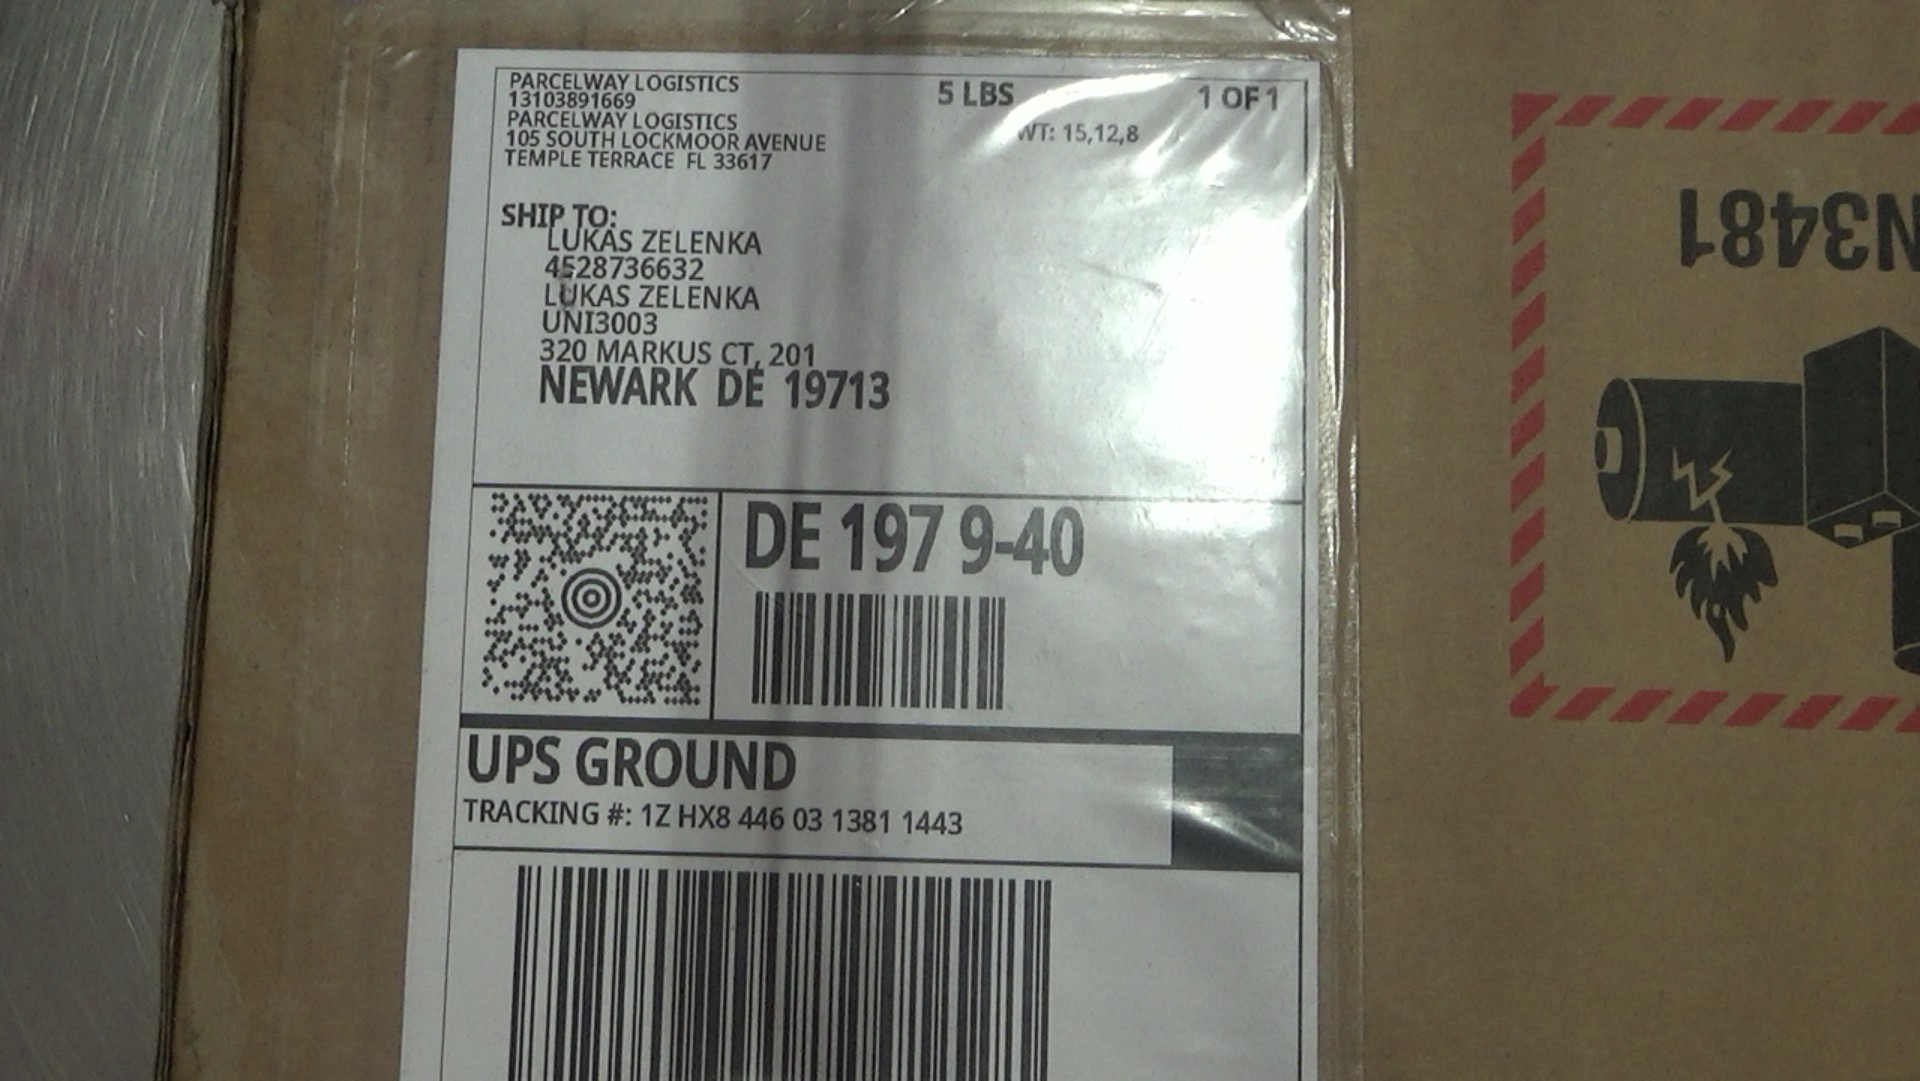 PARCELWAY LOGISTICS
13103891669
PARCELWAY LOGISTICS
105 SOUTH LOCKMOOR AVENUE
TEMPLE TERRACE FL 33617
5 LBS
1 OF 1
WT: 15,12,8
SHIP TO:
LUKAS ZELENKA
4528736632
LUKAS ZELENKA
UNI3003
320 MARKUS CT, 201
NEWARK DE 19713
DE 197 9-40
UPS GROUND
TRACKING #: 1Z HX8 446 03 1381 1443
N3481